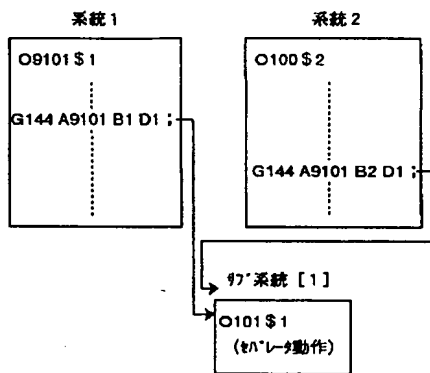 系統1
O9101$1
G144 A9101 B1 D1 ;
系統2
O100$2
G144 A9101 B2 D1 ;
サブ系統 [1]
O101$1
(セパレータ動作)